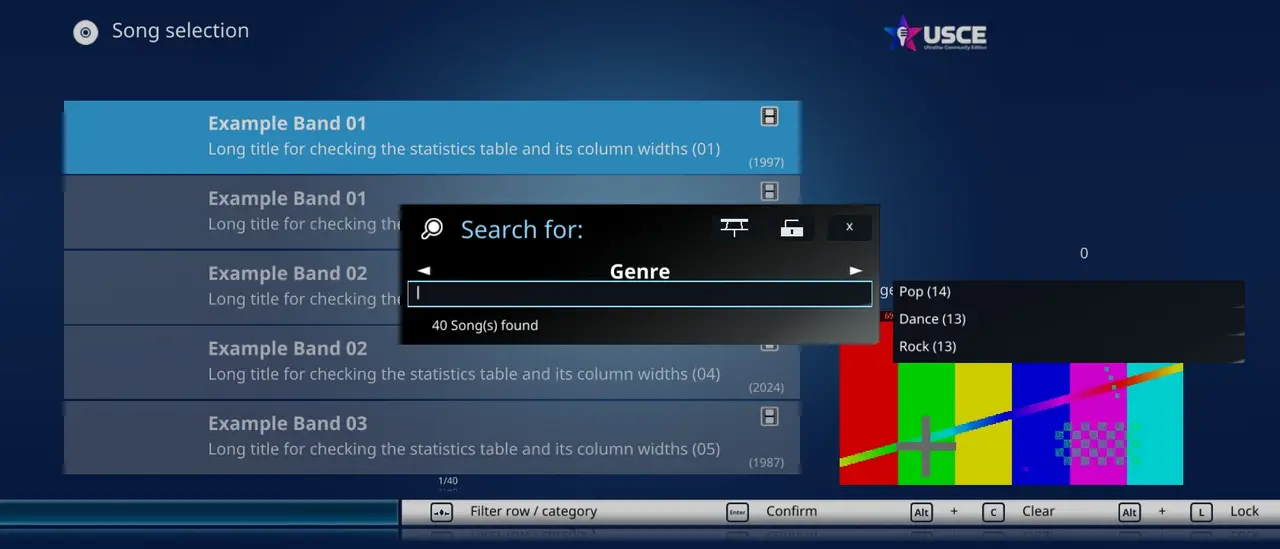 Song selection
USCE
UltraStar Community Edition
Example Band 01
Long title for checking the statistics table and its column widths (01)
(1997)
Example Band 01
Long title for checking the
Example Band 02
Long title for checking the
Example Band 02
Long title for checking the statistics table and its column widths (04)
(2024)
Example Band 03
Long title for checking the statistics table and its column widths (05)
(1987)
1/40
Search for:
x
Genre
40 Song(s) found
0
ge
Pop (14)
Dance (13)
Rock (13)
Filter row / category
Enter
Confirm
Alt + C
Clear
Alt + L
Lock